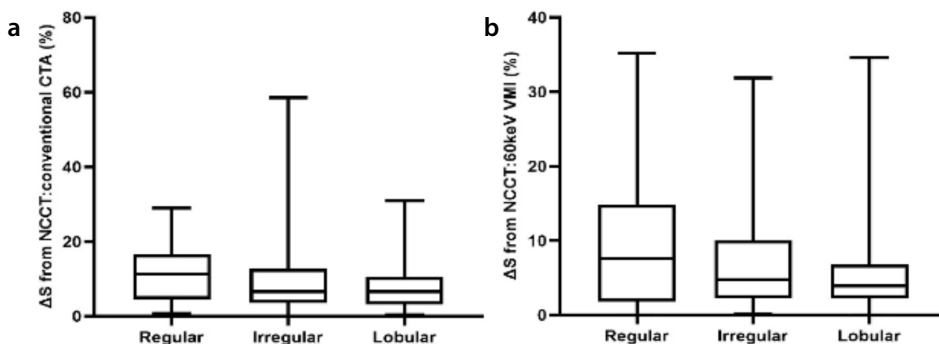 a
ΔS from NCCT:conventional CTA (%)
80
60
40
20
0
Regular
Irregular
Lobular
b
ΔS from NCCT:60keV VMI (%)
40
30
20
10
0
Regular
Irregular
Lobular